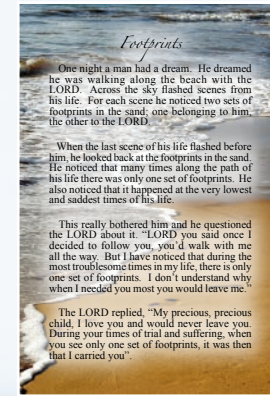 Footprints
One night a man had a dream. He dreamed
he was walking along the beach with the
LORD. Across the sky flashed scenes from
his life. For each scene he noticed two sets of
footprints in the sand; one belonging to him,
the other to the LORD.
When the last scene of his life flashed before
him, he looked back at the footprints in the sand.
He noticed that many times along the path of
his life there was only one set of footprints. He
also noticed that it happened at the very lowest
and saddest times of his life.
This really bothered him and he questioned
the LORD about it. “LORD you said once I
decided to follow you, you’d walk with me
all the way. But I have noticed that during the
most troublesome times in my life, there is only
one set of footprints. I don’t understand why
when I needed you most you would leave me.”
The LORD replied, “My precious, precious
child, I love you and would never leave you.
During your times of trial and suffering, when
you see only one set of footprints, it was then
that I carried you”.